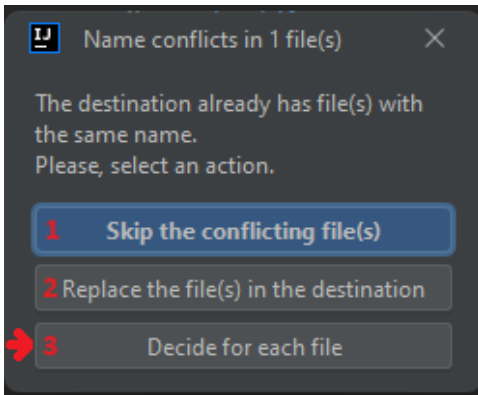 IJ Name conflicts in 1 file(s)
The destination already has file(s) with
the same name.
Please, select an action.
1 Skip the conflicting file(s)
2 Replace the file(s) in the destination
3 Decide for each file